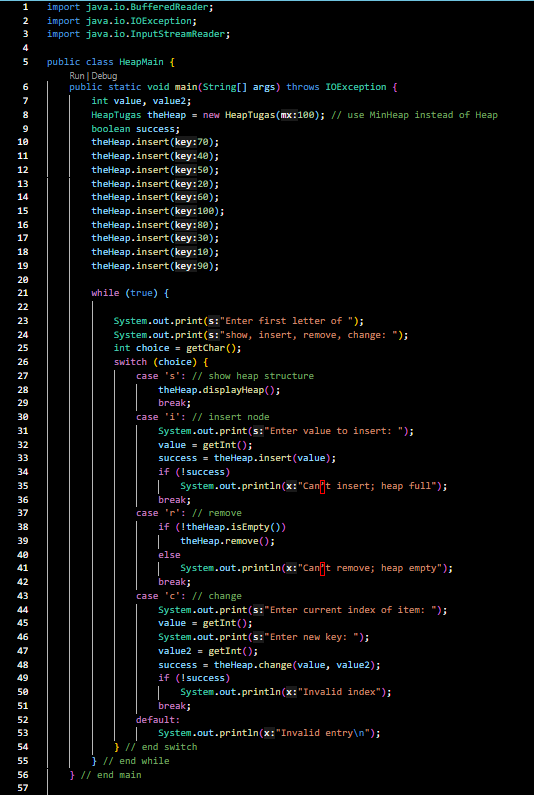 1 import java.io.BufferedReader;
2 import java.io.IOException;
3 import java.io.InputStreamReader;
4
5 public class HeapMain {
Run | Debug
6 public static void main(String[] args) throws IOException {
7 int value, value2;
8 HeapTugas theHeap = new HeapTugas(mx:100); // use MinHeap instead of Heap
9 boolean success;
10 theHeap.insert(key:70);
11 theHeap.insert(key:40);
12 theHeap.insert(key:50);
13 theHeap.insert(key:20);
14 theHeap.insert(key:60);
15 theHeap.insert(key:100);
16 theHeap.insert(key:80);
17 theHeap.insert(key:30);
18 theHeap.insert(key:10);
19 theHeap.insert(key:90);
20
21 while (true) {
22
23 System.out.print(s:"Enter first letter of ");
24 System.out.print(s:"show, insert, remove, change: ");
25 int choice = getChar();
26 switch (choice) {
27 case 's': // show heap structure
28 theHeap.displayHeap();
29 break;
30 case 'i': // insert node
31 System.out.print(s:"Enter value to insert: ");
32 value = getInt();
33 success = theHeap.insert(value);
34 if (!success)
35 System.out.println(x:"Can’t insert; heap full");
36 break;
37 case 'r': // remove
38 if (!theHeap.isEmpty())
39 theHeap.remove();
40 else
41 System.out.println(x:"Can’t remove; heap empty");
42 break;
43 case 'c': // change
44 System.out.print(s:"Enter current index of item: ");
45 value = getInt();
46 System.out.print(s:"Enter new key: ");
47 value2 = getInt();
48 success = theHeap.change(value, value2);
49 if (!success)
50 System.out.println(x:"Invalid index");
51 break;
52 default:
53 System.out.println(x:"Invalid entry\n");
54 } // end switch
55 } // end while
56 } // end main
57